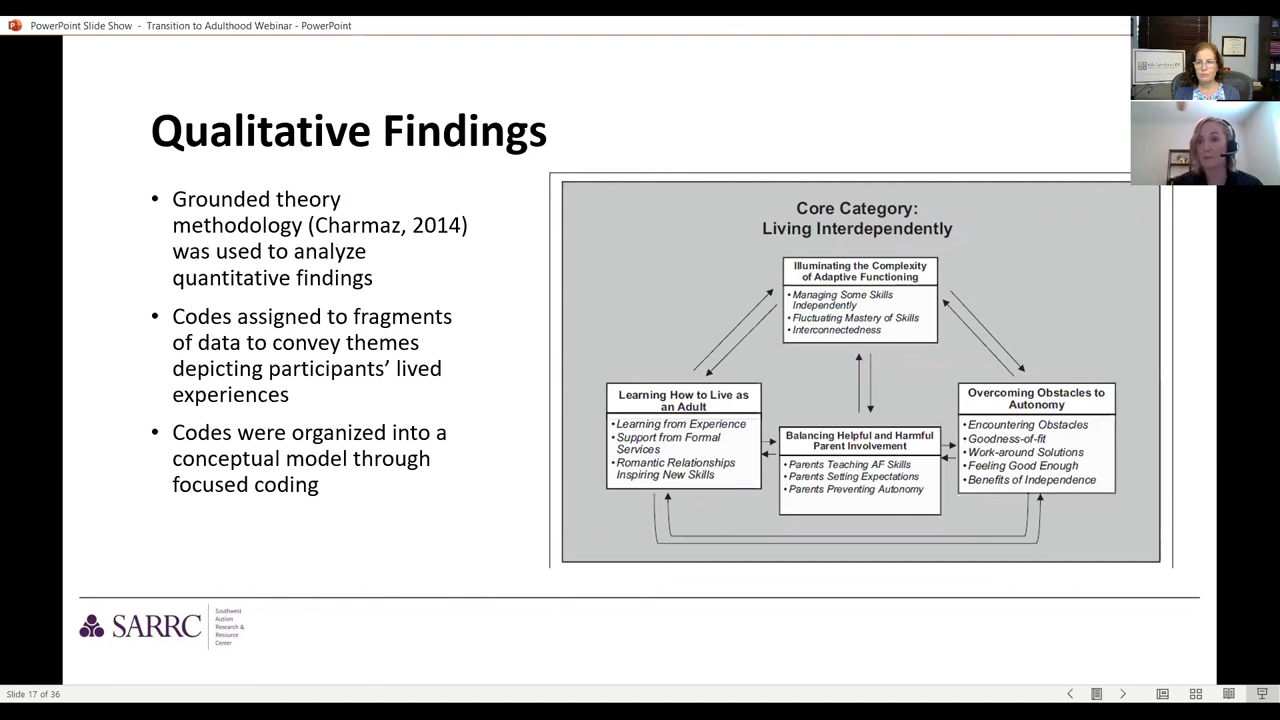 PowerPoint Slide Show - Transition to Adulthood Webinar - PowerPoint
Qualitative Findings
• Grounded theory
methodology (Charmaz, 2014)
was used to analyze
quantitative findings
• Codes assigned to fragments
of data to convey themes
depicting participants' lived
experiences
• Codes were organized into a
conceptual model through
focused coding
Core Category:
Living Interdependently
Illuminating the Complexity
of Adaptive Functioning
• Managing Some Skills
Independently
• Fluctuating Mastery of Skills
• Interconnectedness
Learning How to Live as
an Adult
• Learning from Experience
• Support from Formal
Services
• Romantic Relationships
Inspiring New Skills
Balancing Helpful and Harmful
Parent Involvement
• Parents Teaching AF Skills
• Parents Setting Expectations
• Parents Preventing Autonomy
Overcoming Obstacles to
Autonomy
• Encountering Obstacles
• Goodness-of-fit
• Work-around Solutions
• Feeling Good Enough
• Benefits of Independence
SARRC
Southwest
Autism
Research &
Resource
Center
Slide 17 of 36